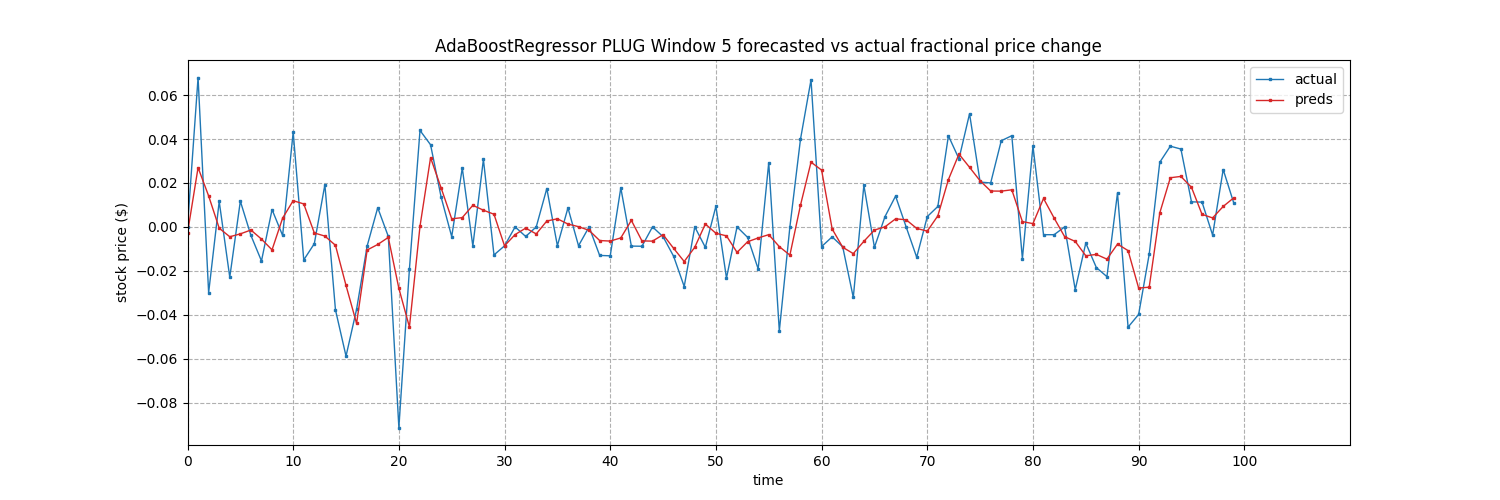 AdaBoostRegressor PLUG Window 5 forecasted vs actual fractional price change
actual
preds
stock price ($)
0.06
0.04
0.02
0.00
−0.02
−0.04
−0.06
−0.08
0 10 20 30 40 50 60 70 80 90 100
time